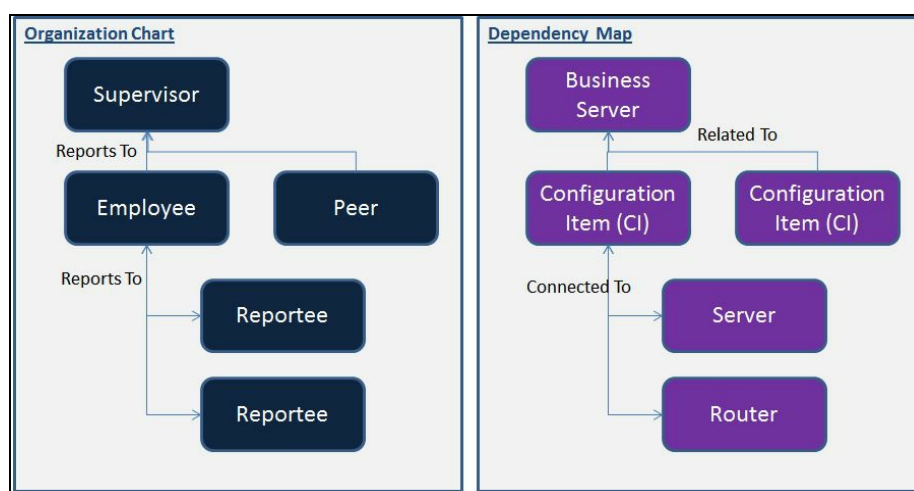 Organization Chart
Supervisor
Reports To
Employee
Peer
Reports To
Reportee
Reportee
Dependency Map
Business
Server
Related To
Configuration
Item (CI)
Configuration
Item (CI)
Connected To
Server
Router